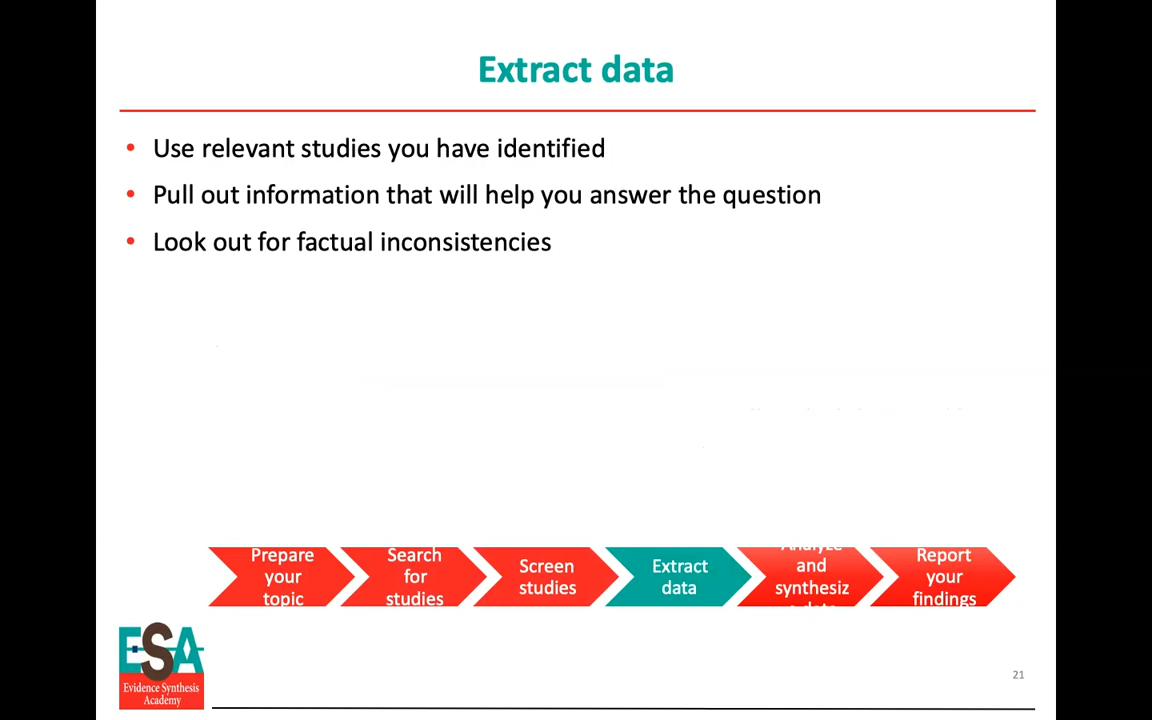 Extract data
• Use relevant studies you have identified
• Pull out information that will help you answer the question
• Look out for factual inconsistencies
Prepare
your
topic
Search
for
studies
Screen
studies
Extract
data
Analyze
and
synthesiz
e data
Report
your
findings
ESA
Evidence Synthesis
Academy
21